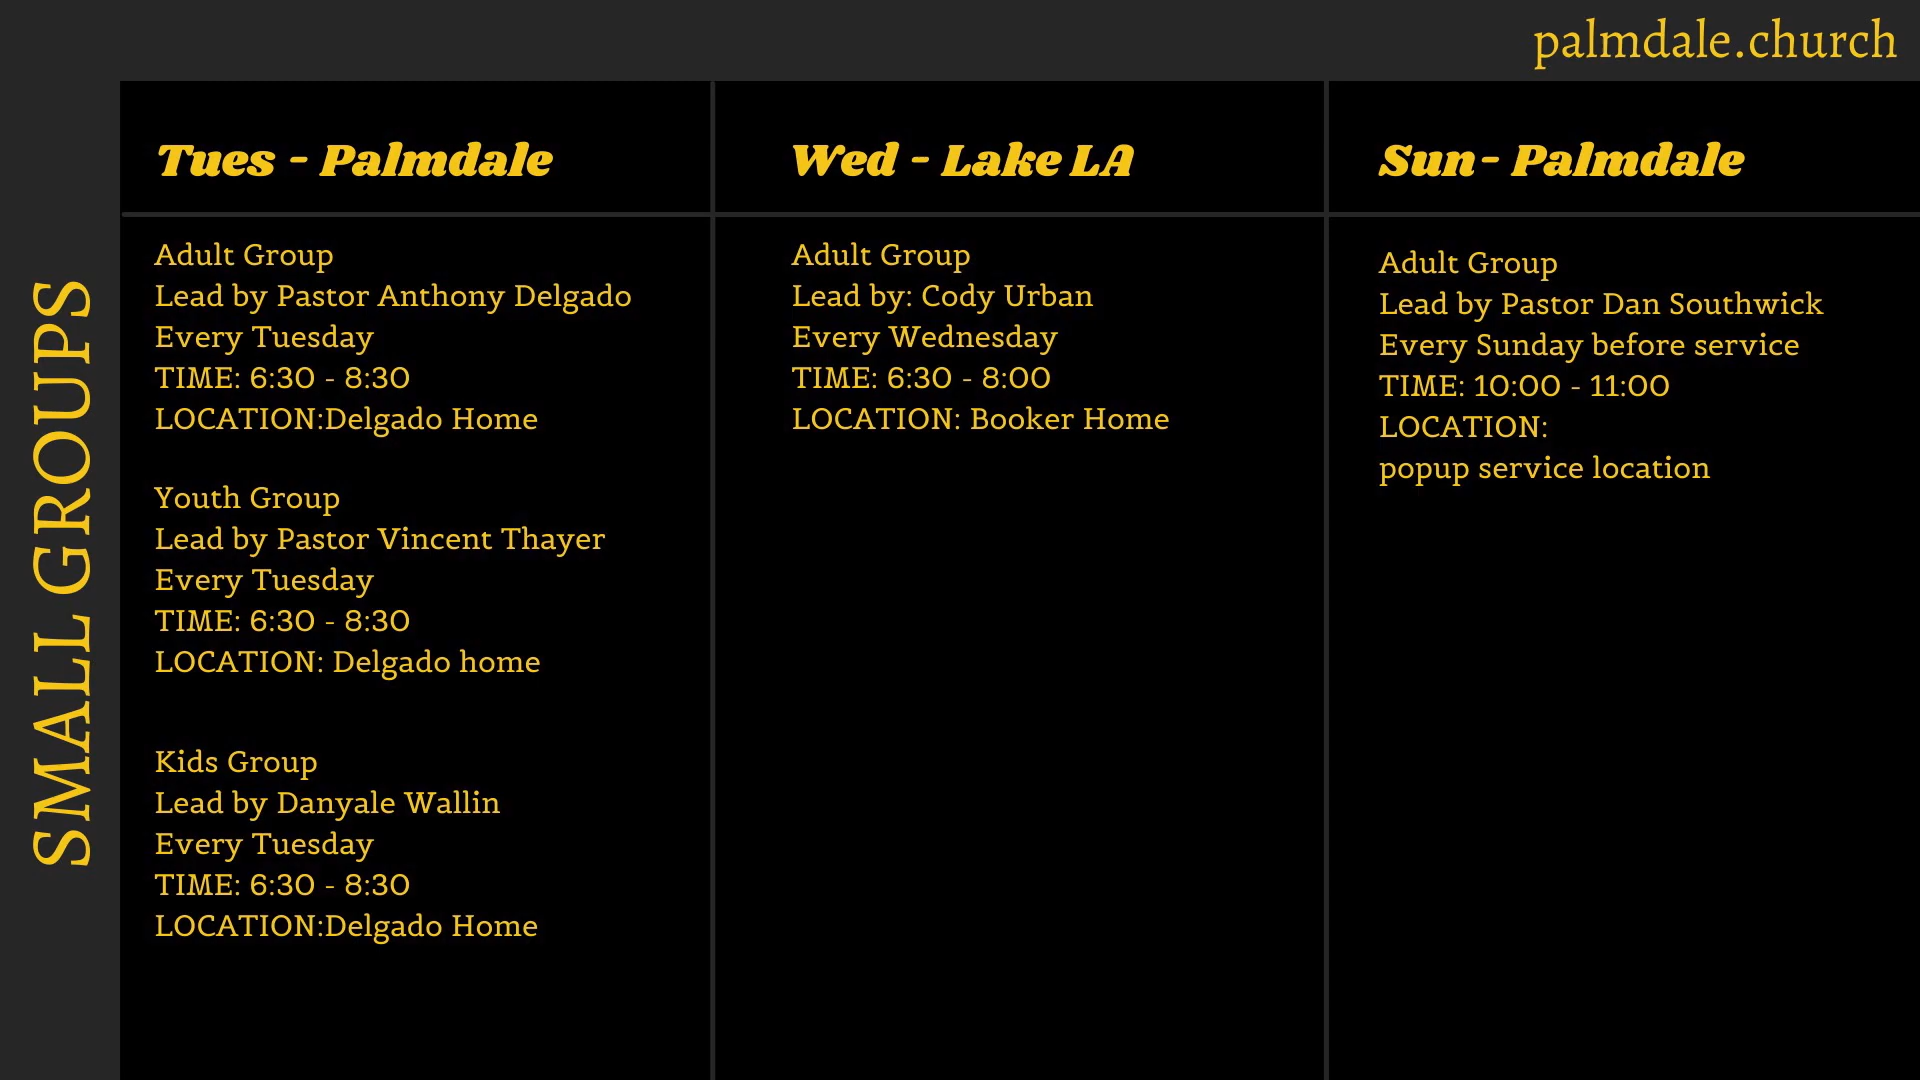 palmdale.church
SMALL GROUPS
Tues - Palmdale
Adult Group
Lead by Pastor Anthony Delgado
Every Tuesday
TIME: 6:30 - 8:30
LOCATION:Delgado Home
Youth Group
Lead by Pastor Vincent Thayer
Every Tuesday
TIME: 6:30 - 8:30
LOCATION: Delgado home
Kids Group
Lead by Danyale Wallin
Every Tuesday
TIME: 6:30 - 8:30
LOCATION:Delgado Home
Wed - Lake LA
Adult Group
Lead by: Cody Urban
Every Wednesday
TIME: 6:30 - 8:00
LOCATION: Booker Home
Sun- Palmdale
Adult Group
Lead by Pastor Dan Southwick
Every Sunday before service
TIME: 10:00 - 11:00
LOCATION:
popup service location